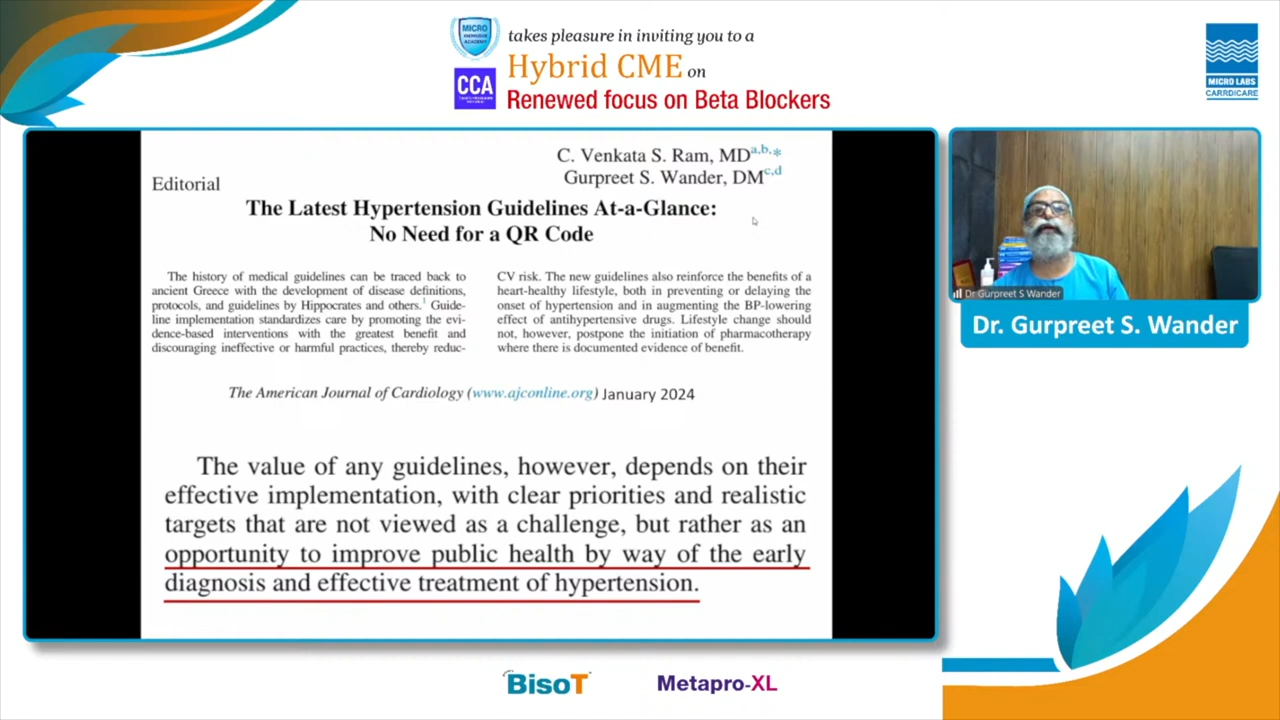 MICRO
KNOWLEDGE
ACADEMY
CCA
takes pleasure in inviting you to a
Hybrid CME on
Renewed focus on Beta Blockers
MICRO LABS
CARRDICARE
C. Venkata S. Ram, MDa,b,*
Gurpreet S. Wander, DMc,d
Editorial
The Latest Hypertension Guidelines At-a-Glance:
No Need for a QR Code
The history of medical guidelines can be traced back to
ancient Greece with the development of disease definitions,
protocols, and guidelines by Hippocrates and others.1 Guide-
line implementation standardizes care by promoting the evi-
dence-based interventions with the greatest benefit and
discouraging ineffective or harmful practices, thereby reduc-
CV risk. The new guidelines also reinforce the benefits of a
heart-healthy lifestyle, both in preventing or delaying the
onset of hypertension and in augmenting the BP-lowering
effect of antihypertensive drugs. Lifestyle change should
not, however, postpone the initiation of pharmacotherapy
where there is documented evidence of benefit.
The American Journal of Cardiology (www.ajconline.org) January 2024
The value of any guidelines, however, depends on their
effective implementation, with clear priorities and realistic
targets that are not viewed as a challenge, but rather as an
opportunity to improve public health by way of the early
diagnosis and effective treatment of hypertension.
Dr Gurpreet S Wander
Dr. Gurpreet S. Wander
BisoT
Metapro-XL